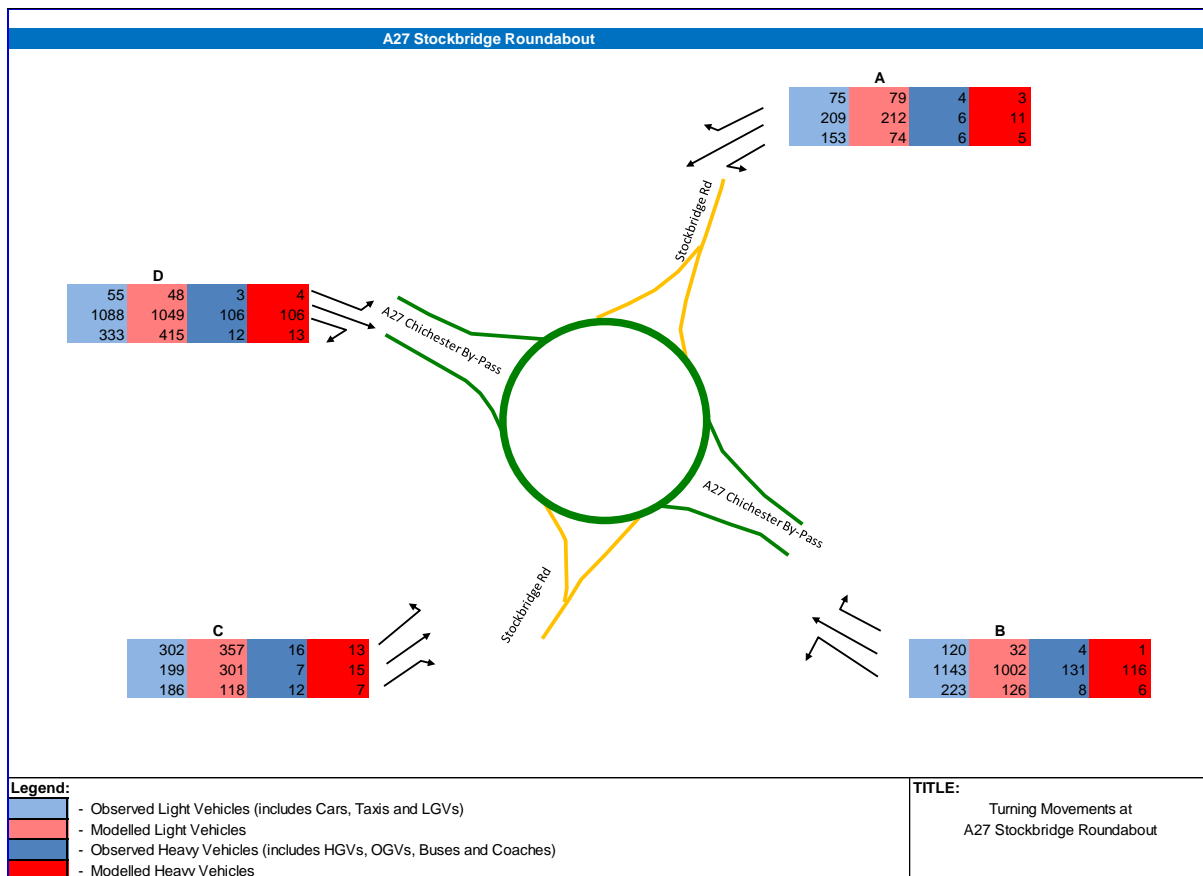 A27 Stockbridge Roundabout
A
75 79 4 3
209 212 6 11
153 74 6 5
Stockbridge Rd
D
55 48 3 4
1088 1049 106 106
333 415 12 13
A27 Chichester By-Pass
A27 Chichester By-Pass
Stockbridge Rd
C
302 357 16 13
199 301 7 15
186 118 12 7
B
120 32 4 1
1143 1002 131 116
223 126 8 6
Legend:
- Observed Light Vehicles (includes Cars, Taxis and LGVs)
- Modelled Light Vehicles
- Observed Heavy Vehicles (includes HGVs, OGVs, Buses and Coaches)
- Modelled Heavy Vehicles
TITLE:
Turning Movements at
A27 Stockbridge Roundabout